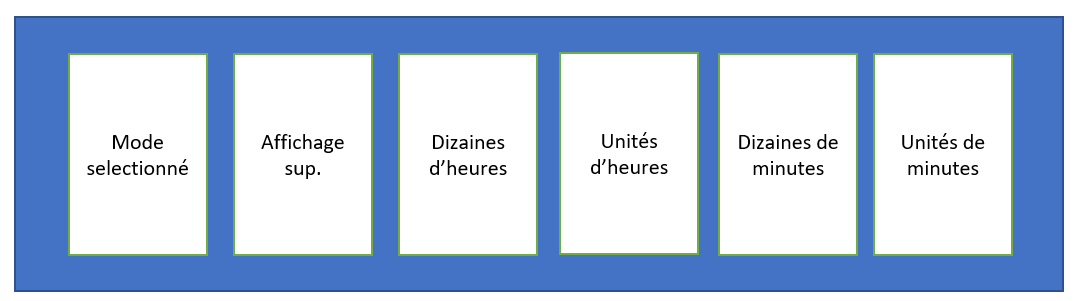 Mode
selectionné
Affichage
sup.
Dizaines
d’heures
Unités
d’heures
Dizaines de
minutes
Unités de
minutes